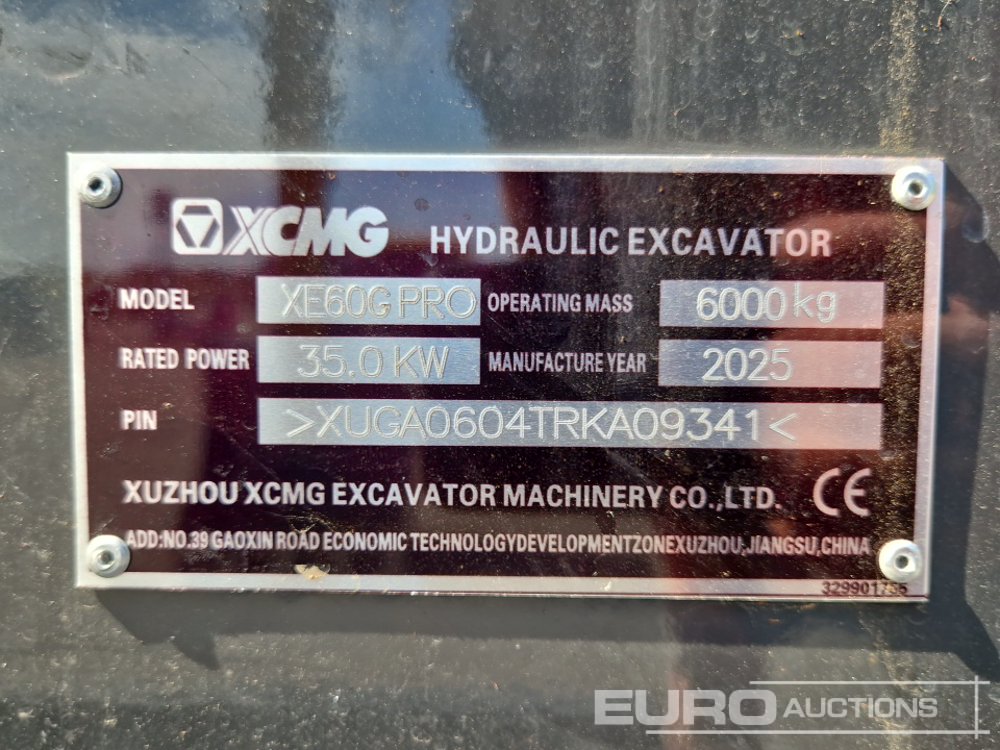 XCMG HYDRAULIC EXCAVATOR
MODEL XE60G PRO OPERATING MASS 6000kg
RATED POWER 35.0 KW MANUFACTURE YEAR 2025
PIN >XUGA0604TRKA09341<
XUZHOU XCMG EXCAVATOR MACHINERY CO.,LTD. CE
ADD:NO.39 GAOXIN ROAD ECONOMIC TECHNOLOGYDEVELOPMENTZONEXUZHOU,JIANGSU,CHINA
EURO AUCTIONS